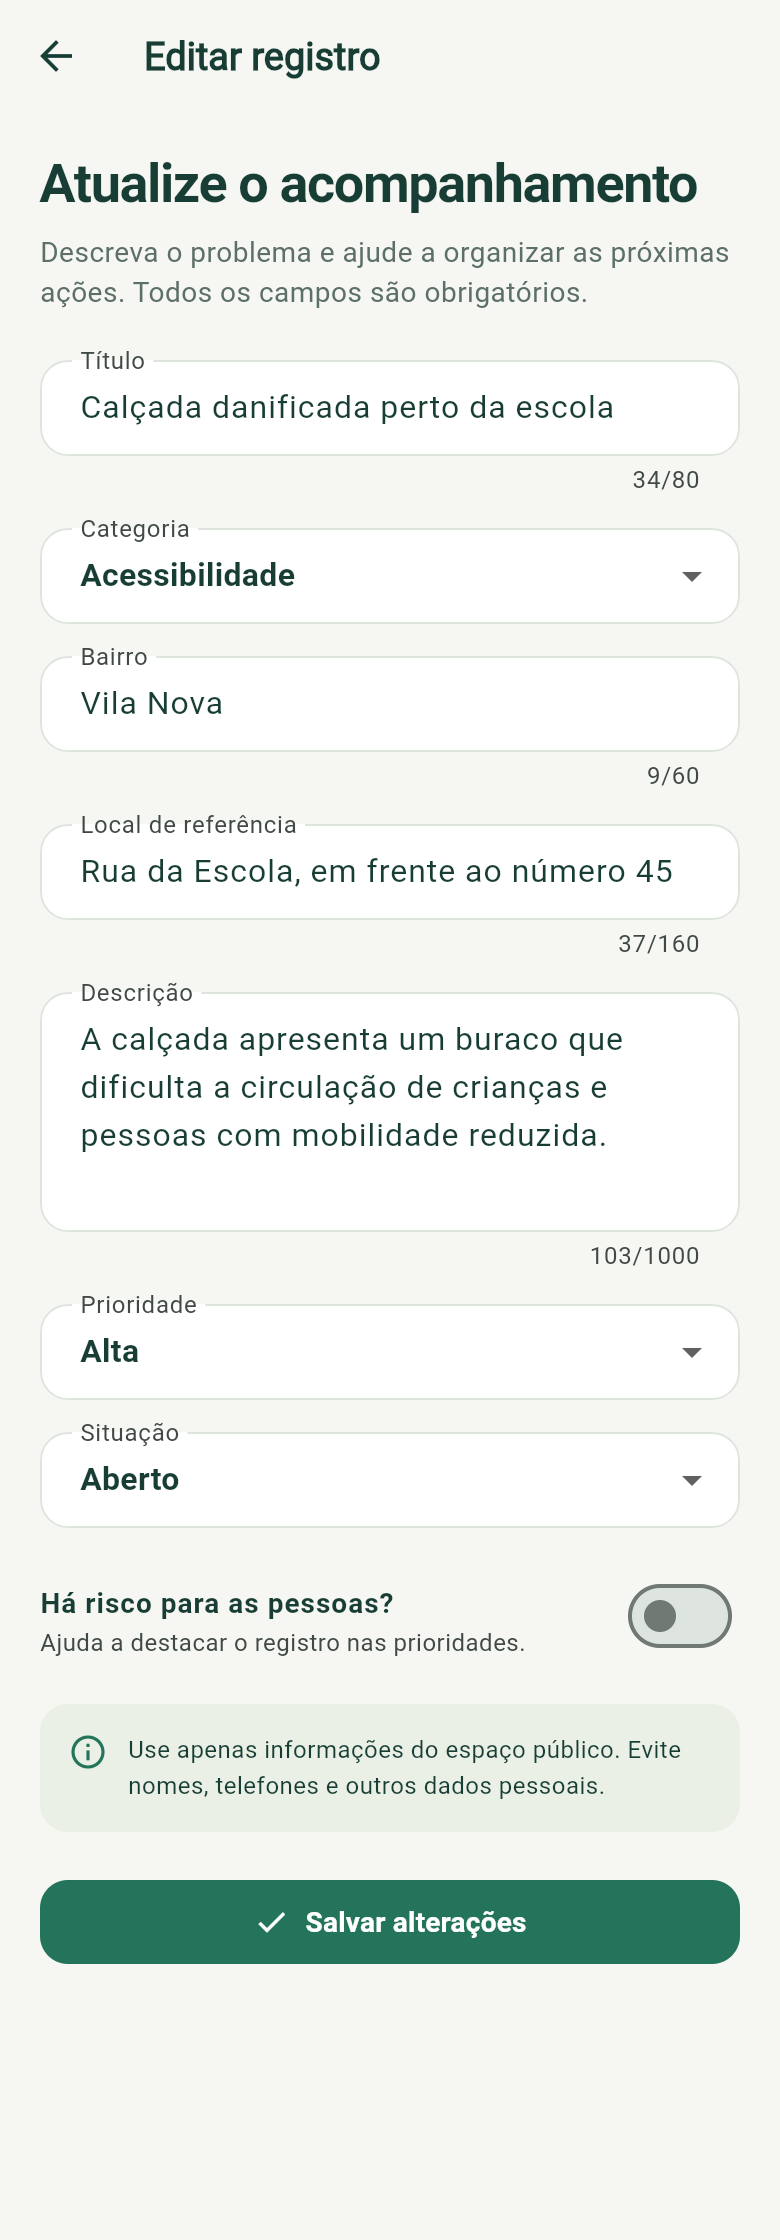 Editar registro
Atualize o acompanhamento
Descreva o problema e ajude a organizar as próximas
ações. Todos os campos são obrigatórios.
Título
Calçada danificada perto da escola
34/80
Categoria
Acessibilidade
Bairro
Vila Nova
9/60
Local de referência
Rua da Escola, em frente ao número 45
37/160
Descrição
A calçada apresenta um buraco que
dificulta a circulação de crianças e
pessoas com mobilidade reduzida.
103/1000
Prioridade
Alta
Situação
Aberto
Há risco para as pessoas?
Ajuda a destacar o registro nas prioridades.
Use apenas informações do espaço público. Evite
nomes, telefones e outros dados pessoais.
Salvar alterações